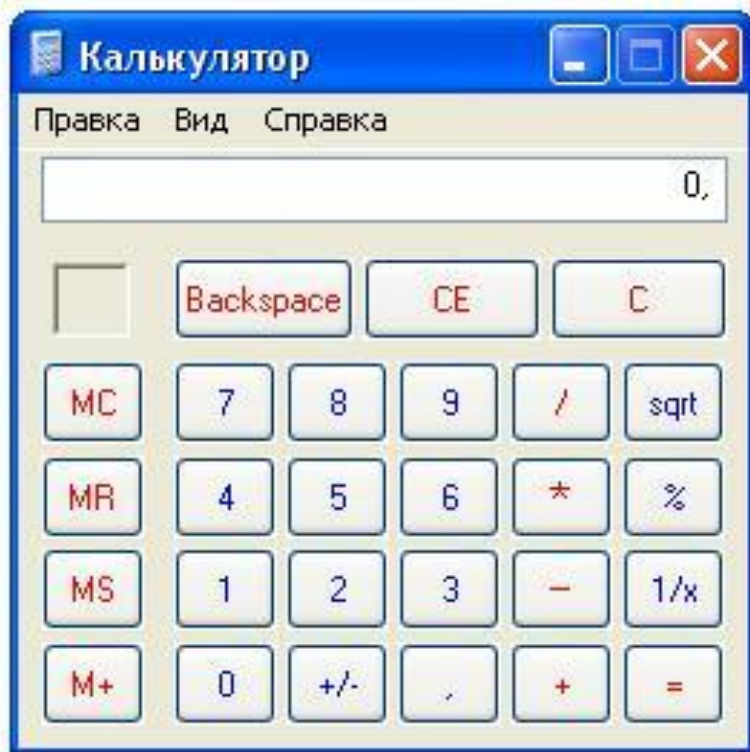 Калькулятор
Правка Вид Справка
0,
Backspace CE C
MC 7 8 9 / sqrt
MR 4 5 6 * %
MS 1 2 3 - 1/x
M+ 0 +/- , + =